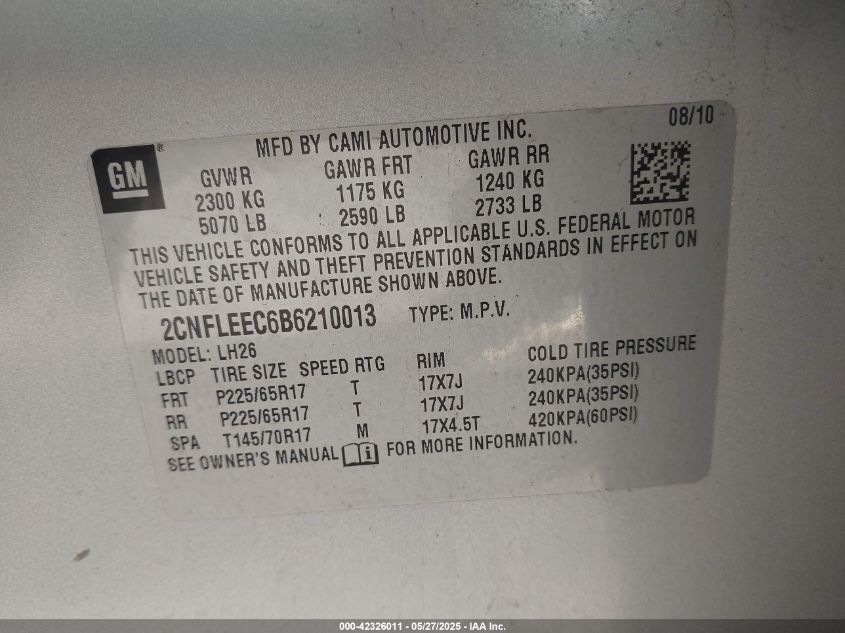 08/10
GM®
MFD BY CAMI AUTOMOTIVE INC.
GVWR GAWR FRT GAWR RR
2300 KG 1175 KG 1240 KG
5070 LB 2590 LB 2733 LB
THIS VEHICLE CONFORMS TO ALL APPLICABLE U.S. FEDERAL MOTOR
VEHICLE SAFETY AND THEFT PREVENTION STANDARDS IN EFFECT ON
THE DATE OF MANUFACTURE SHOWN ABOVE.
2CNFLEEC6B6210013 TYPE: M.P.V.
MODEL: LH26
LBCP TIRE SIZE SPEED RTG RIM COLD TIRE PRESSURE
FRT P225/65R17 T 17X7J 240KPA(35PSI)
RR P225/65R17 T 17X7J 240KPA(35PSI)
SPA T145/70R17 M 17X4.5T 420KPA(60PSI)
SEE OWNER'S MANUAL i FOR MORE INFORMATION.
000-42326011 - 05/27/2025 - IAA Inc.